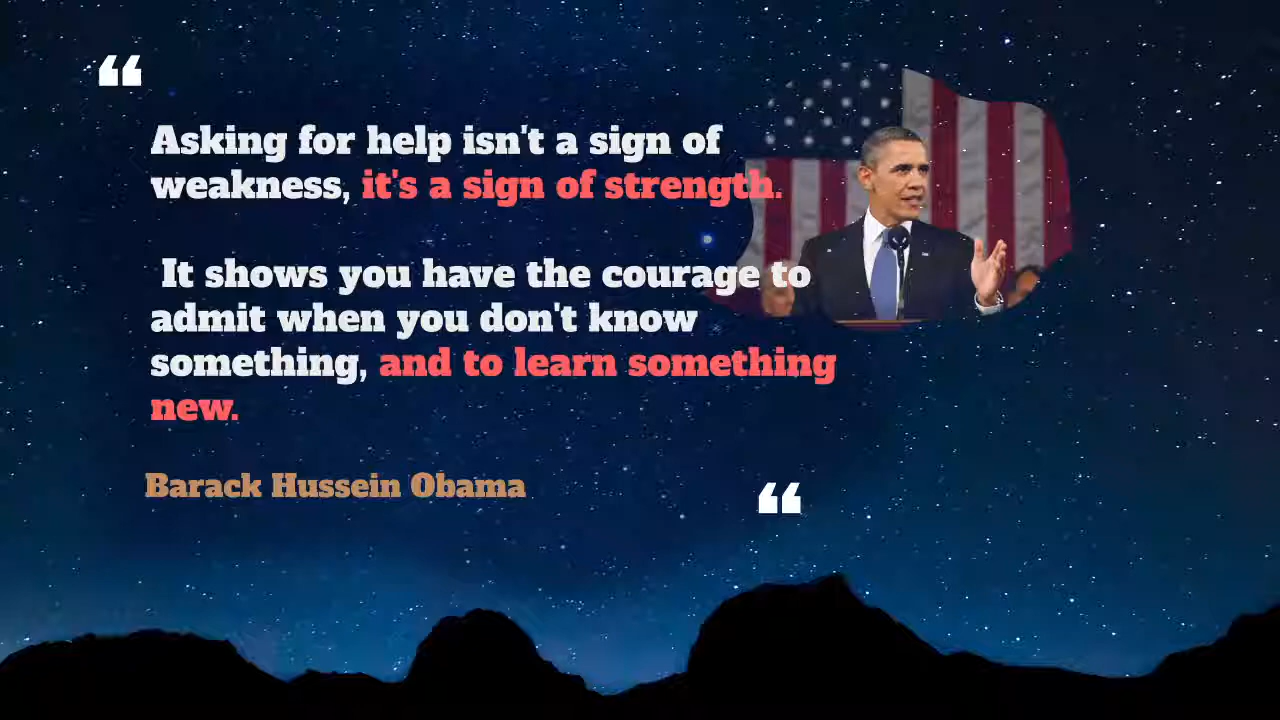 “
Asking for help isn't a sign of
weakness, it's a sign of strength.
It shows you have the courage to
admit when you don't know
something, and to learn something
new.
Barack Hussein Obama
“